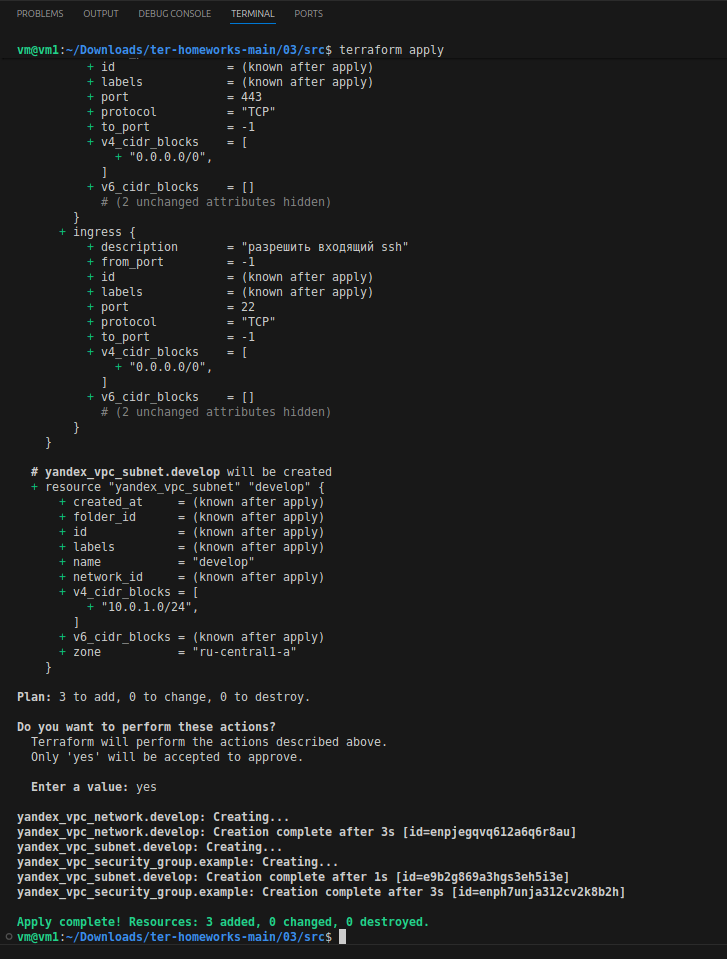 PROBLEMS OUTPUT DEBUG CONSOLE TERMINAL PORTS
vm@vm1:~/Downloads/ter-homeworks-main/03/src$ terraform apply
+ id = (known after apply)
+ labels = (known after apply)
+ port = 443
+ protocol = "TCP"
+ to_port = -1
+ v4_cidr_blocks = [
+ "0.0.0.0/0",
]
+ v6_cidr_blocks = []
# (2 unchanged attributes hidden)
}
+ ingress {
+ description = "разрешить входящий ssh"
+ from_port = -1
+ id = (known after apply)
+ labels = (known after apply)
+ port = 22
+ protocol = "TCP"
+ to_port = -1
+ v4_cidr_blocks = [
+ "0.0.0.0/0",
]
+ v6_cidr_blocks = []
# (2 unchanged attributes hidden)
}
}
# yandex_vpc_subnet.develop will be created
+ resource "yandex_vpc_subnet" "develop" {
+ created_at = (known after apply)
+ folder_id = (known after apply)
+ id = (known after apply)
+ labels = (known after apply)
+ name = "develop"
+ network_id = (known after apply)
+ v4_cidr_blocks = [
+ "10.0.1.0/24",
]
+ v6_cidr_blocks = (known after apply)
+ zone = "ru-central1-a"
}
Plan: 3 to add, 0 to change, 0 to destroy.
Do you want to perform these actions?
Terraform will perform the actions described above.
Only 'yes' will be accepted to approve.
Enter a value: yes
yandex_vpc_network.develop: Creating...
yandex_vpc_network.develop: Creation complete after 3s [id=enpjegqvq612a6q6r8au]
yandex_vpc_subnet.develop: Creating...
yandex_vpc_security_group.example: Creating...
yandex_vpc_subnet.develop: Creation complete after 1s [id=e9b2g869a3hgs3eh5i3e]
yandex_vpc_security_group.example: Creation complete after 3s [id=enph7unja312cv2k8b2h]
Apply complete! Resources: 3 added, 0 changed, 0 destroyed.
vm@vm1:~/Downloads/ter-homeworks-main/03/src$